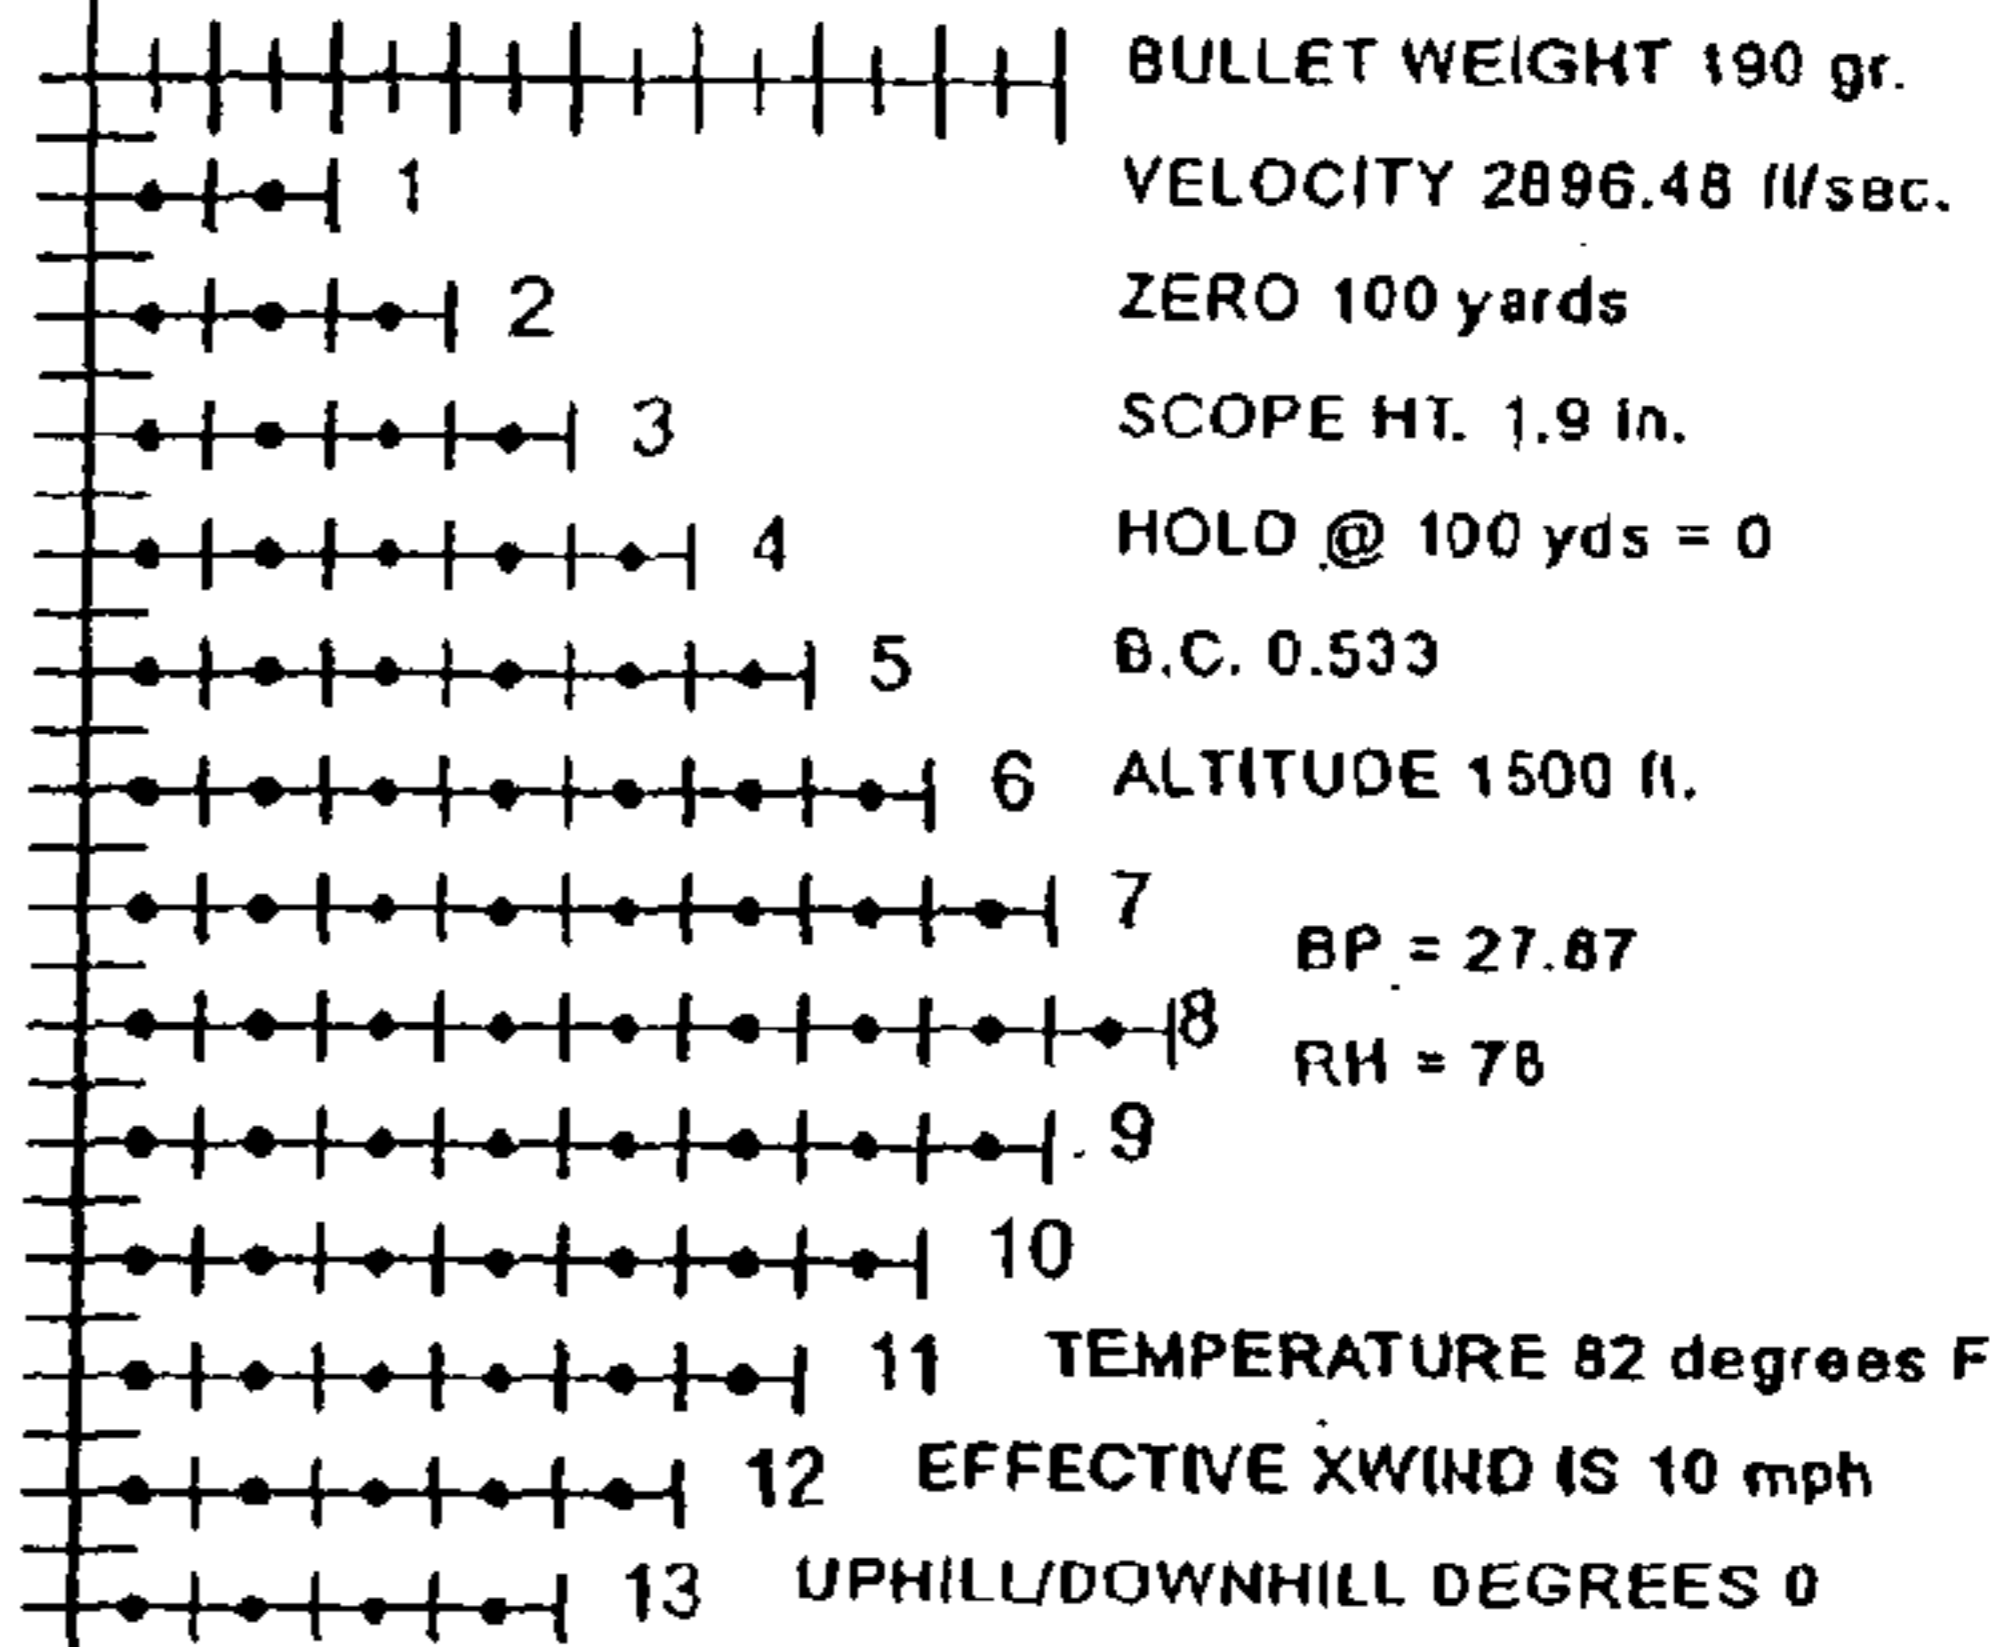 BULLET WEIGHT 190 gr.
1 VELOCITY 2896.48 ft/sec.
2 ZERO 100 yards
3 SCOPE HT. 1.9 in.
4 HOLD @ 100 yds = 0
5 B.C. 0.533
6 ALTITUDE 1500 ft.
7
BP = 27.87
8
RH = 78
9
10
11 TEMPERATURE 82 degrees F
12 EFFECTIVE XWIND IS 10 mph
13 UPHILL/DOWNHILL DEGREES 0